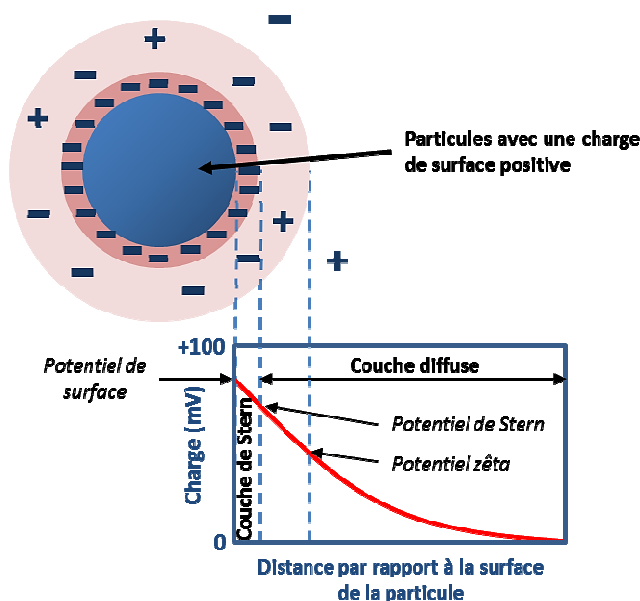 Particules avec une charge
de surface positive
+100
Potentiel de
surface
Couche diffuse
Potentiel de Stern
Potentiel zêta
Charge (mV)
Couche de Stern
0
Distance par rapport à la surface
de la particule